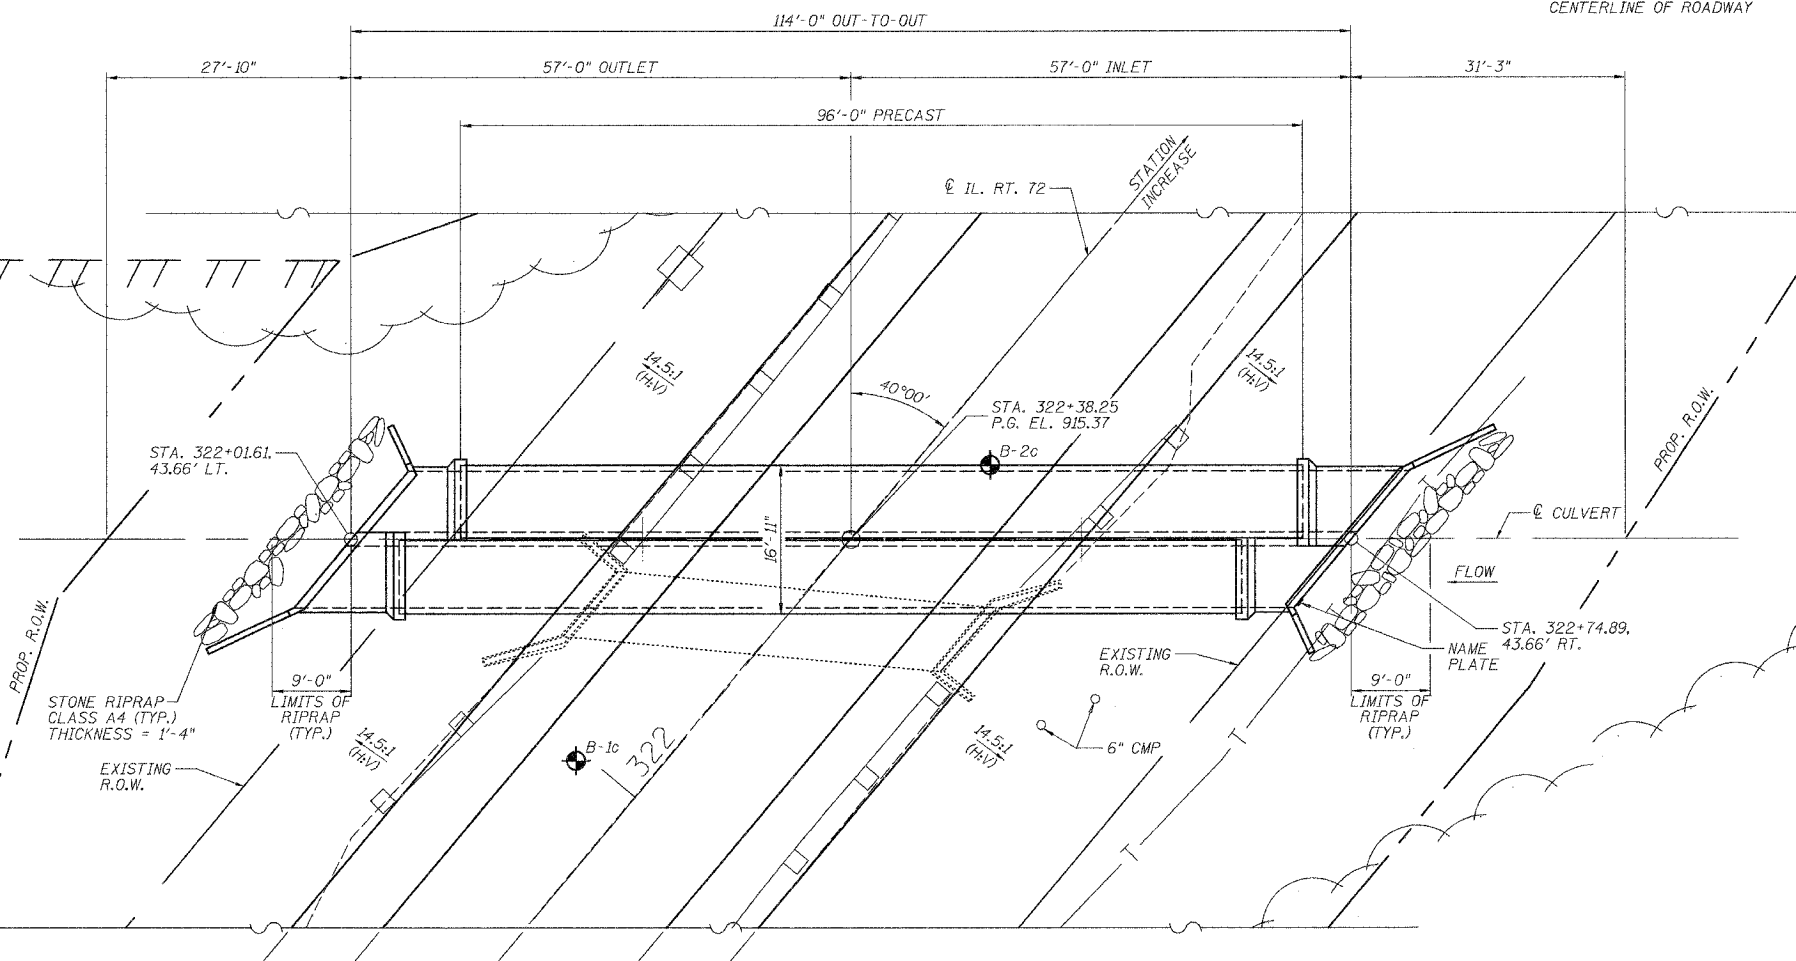 CENTERLINE OF ROADWAY
114'-0" OUT-TO-OUT
27'-10"
57'-0" OUTLET
57'-0" INLET
31'-3"
96'-0" PRECAST
STATION
INCREASE
℄ IL. RT. 72
14.5:1
(H:V)
14.5:1
(H:V)
40°00'
STA. 322+38.25
P.G. EL. 915.37
PROP. R.O.W.
STA. 322+01.61,
43.66' LT.
B-2c
℄ CULVERT
16'-11"
FLOW
PROP. R.O.W.
STA. 322+74.89,
43.66' RT.
NAME
PLATE
EXISTING
R.O.W.
9'-0"
LIMITS OF
RIPRAP
(TYP.)
9'-0"
LIMITS OF
RIPRAP
(TYP.)
STONE RIPRAP
CLASS A4 (TYP.)
THICKNESS = 1'-4"
14.5:1
(H:V)
B-1c
322
14.5:1
(H:V)
6" CMP
T
T
T
T
EXISTING
R.O.W.